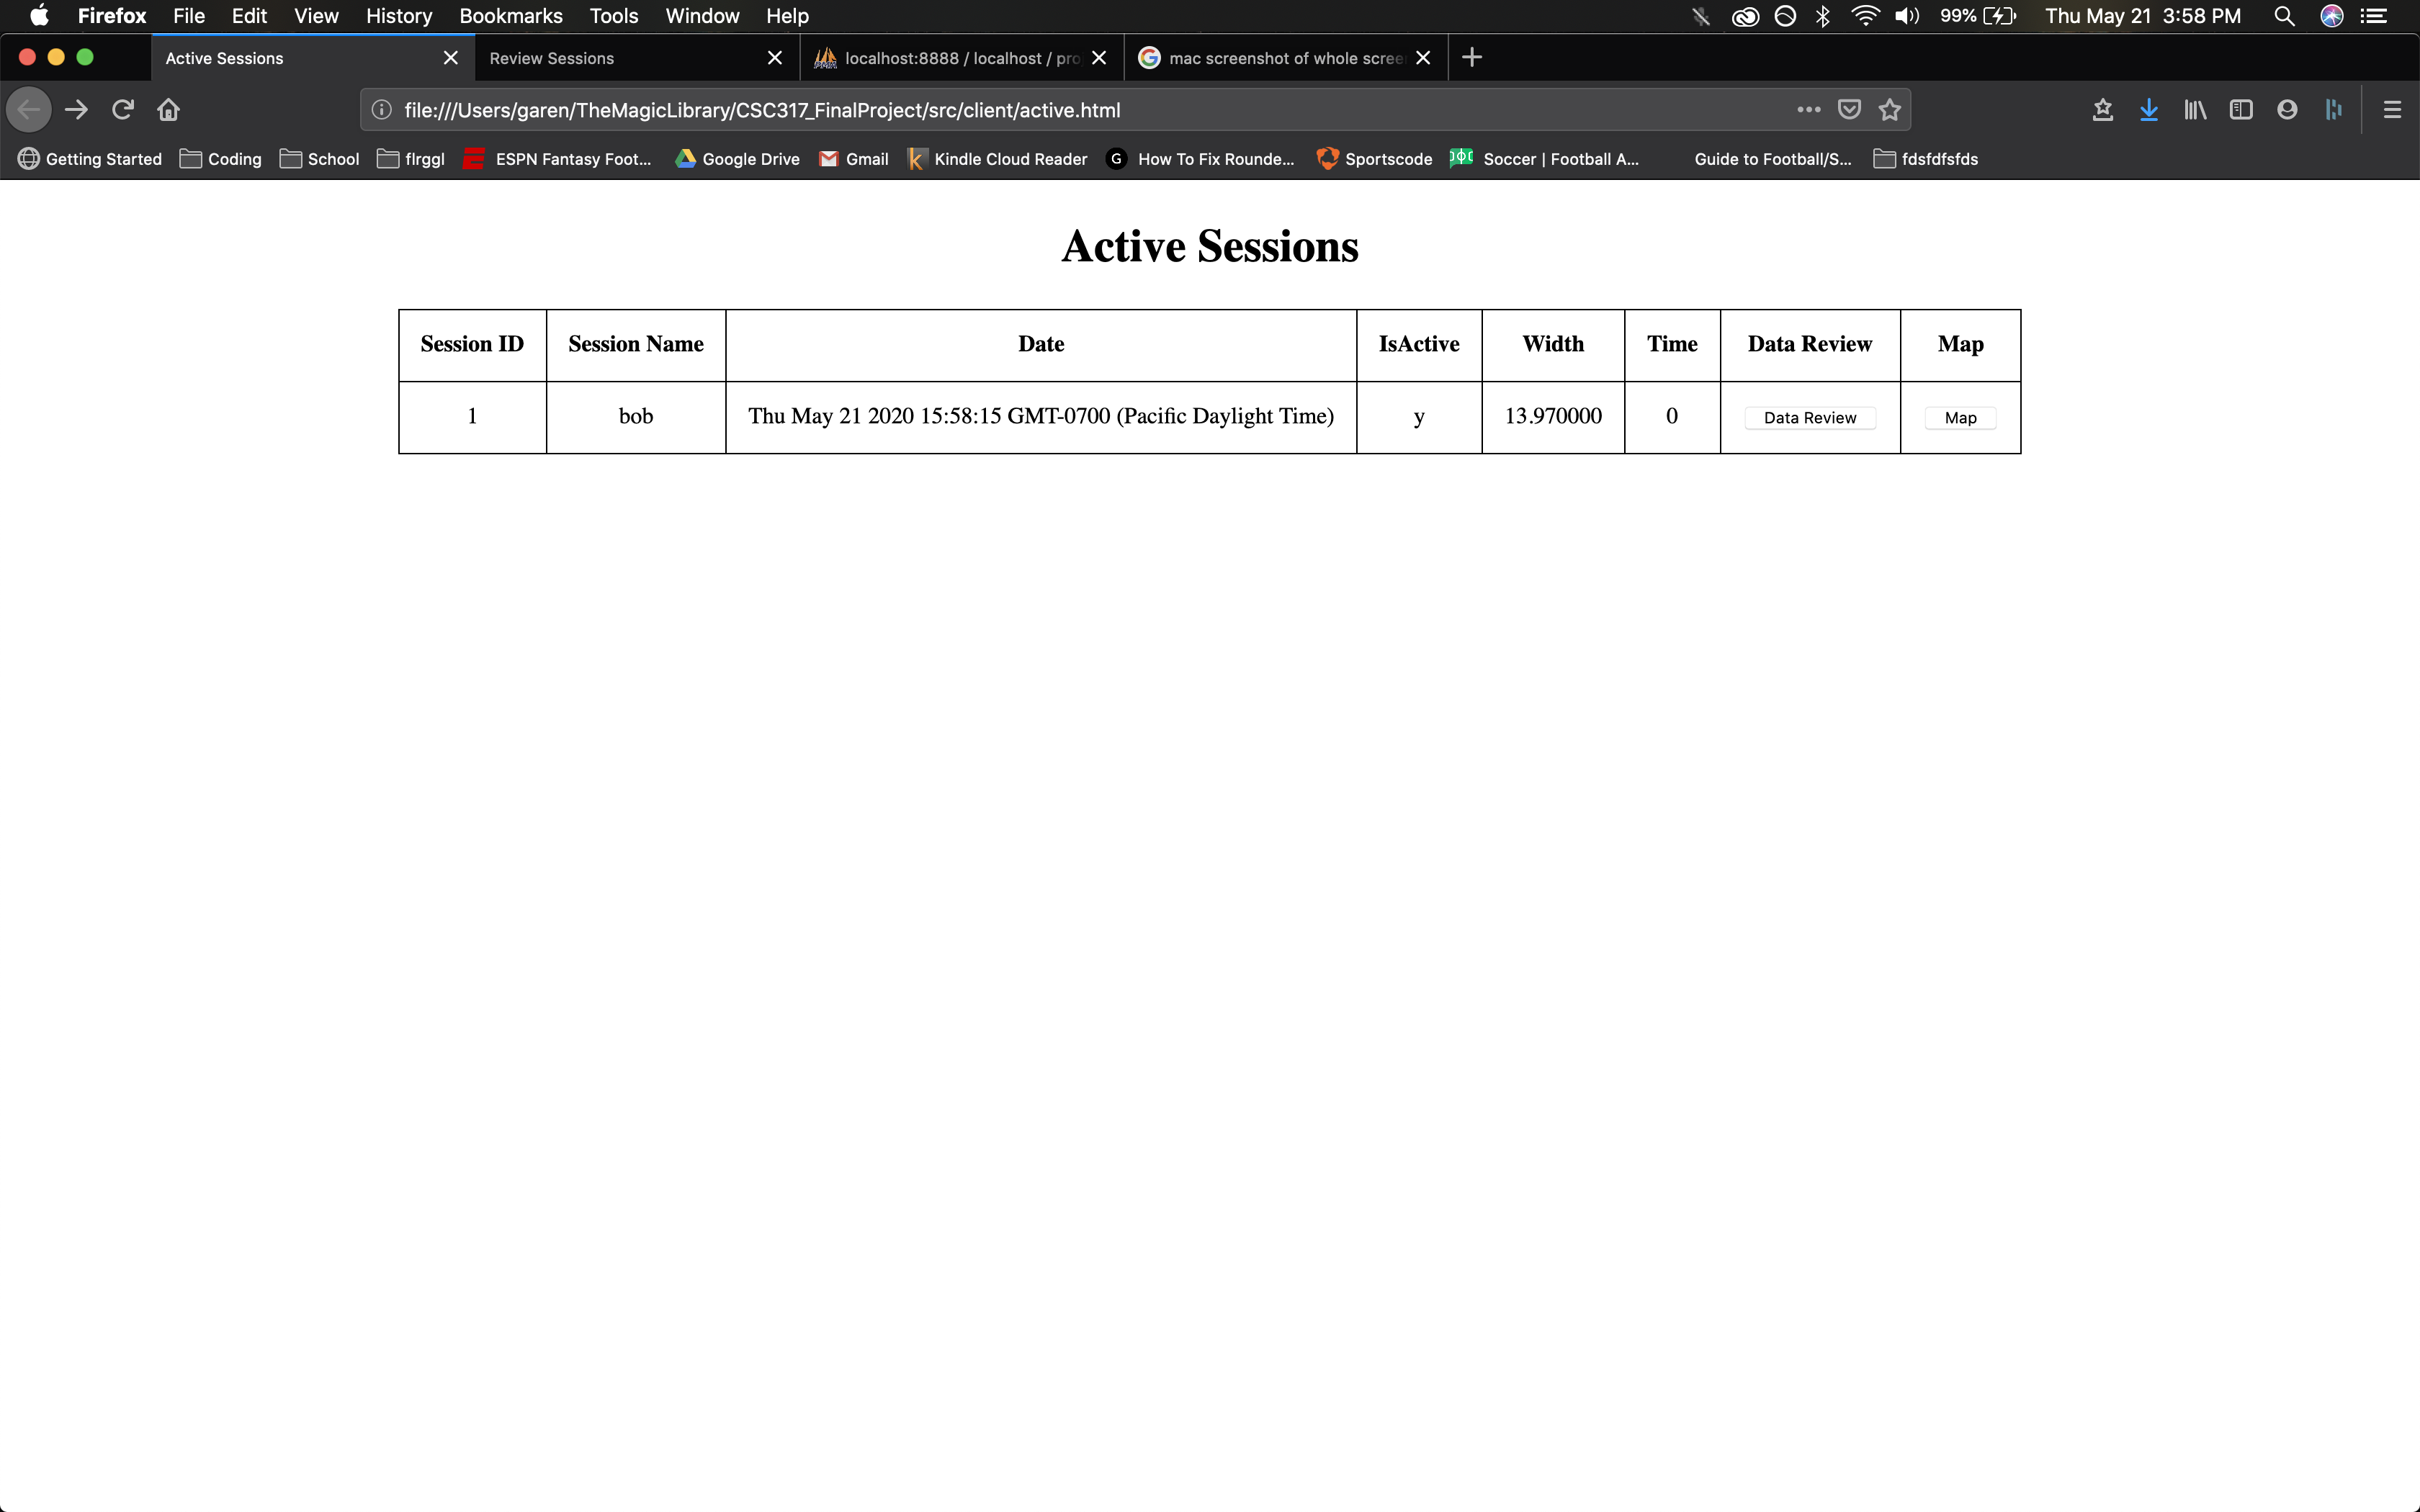 Firefox File Edit View History Bookmarks Tools Window Help 99% Thu May 21 3:58 PM
Active Sessions Review Sessions localhost:8888 / localhost / pro mac screenshot of whole scree
file:///Users/garen/TheMagicLibrary/CSC317_FinalProject/src/client/active.html
Getting Started Coding School flrggl ESPN Fantasy Foot... Google Drive Gmail Kindle Cloud Reader G How To Fix Rounde... Sportscode Soccer | Football A... Guide to Football/S... fdsfdfsfds
Active Sessions
Session ID Session Name Date IsActive Width Time Data Review Map
1 bob Thu May 21 2020 15:58:15 GMT-0700 (Pacific Daylight Time) y 13.970000 0 Data Review Map